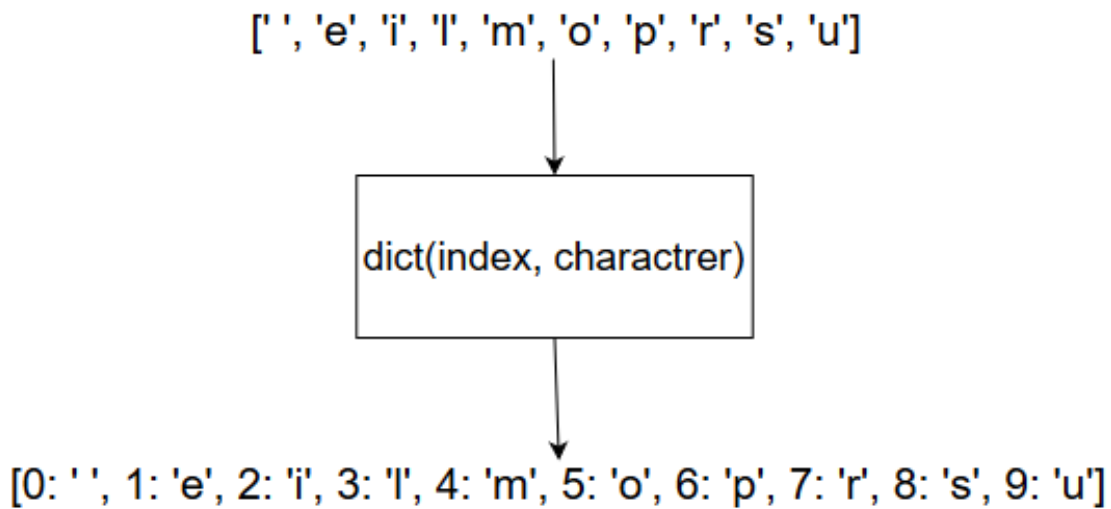 [' ', 'e', 'i', 'l', 'm', 'o', 'p', 'r', 's', 'u']
dict(index, charactrer)
[0: ' ', 1: 'e', 2: 'i', 3: 'l', 4: 'm', 5: 'o', 6: 'p', 7: 'r', 8: 's', 9: 'u']